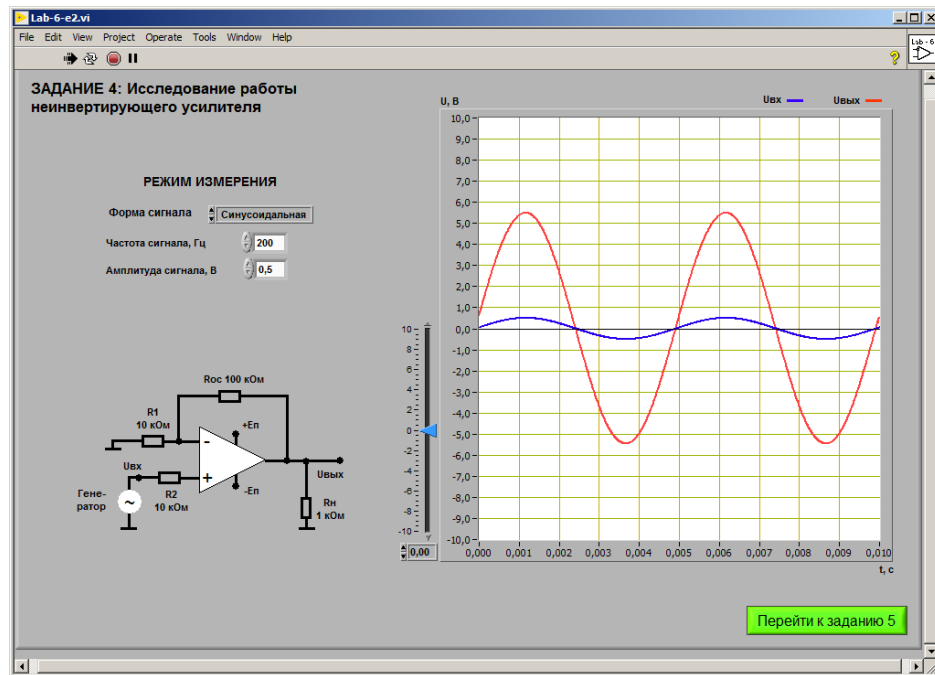 Lab-6-e2.vi
File Edit View Project Operate Tools Window Help
Lab - 6
ЗАДАНИЕ 4: Исследование работы
неинвертирующего усилителя
РЕЖИМ ИЗМЕРЕНИЯ
Форма сигнала Синусоидальная
Частота сигнала, Гц 200
Амплитуда сигнала, В 0,5
Rос 100 кОм
R1
10 кОм
+Eп
-
Uвх
+
Uвых
Гене-
ратор
~
R2
10 кОм
-Eп
Rн
1 кОм
10
8
6
4
2
0
-2
-4
-6
-8
-10
0,00
U, В
Uвх Uвых
10,0
9,0
8,0
7,0
6,0
5,0
4,0
3,0
2,0
1,0
0,0
-1,0
-2,0
-3,0
-4,0
-5,0
-6,0
-7,0
-8,0
-9,0
-10,0
0,000 0,001 0,002 0,003 0,004 0,005 0,006 0,007 0,008 0,009 0,010
t, с
Перейти к заданию 5